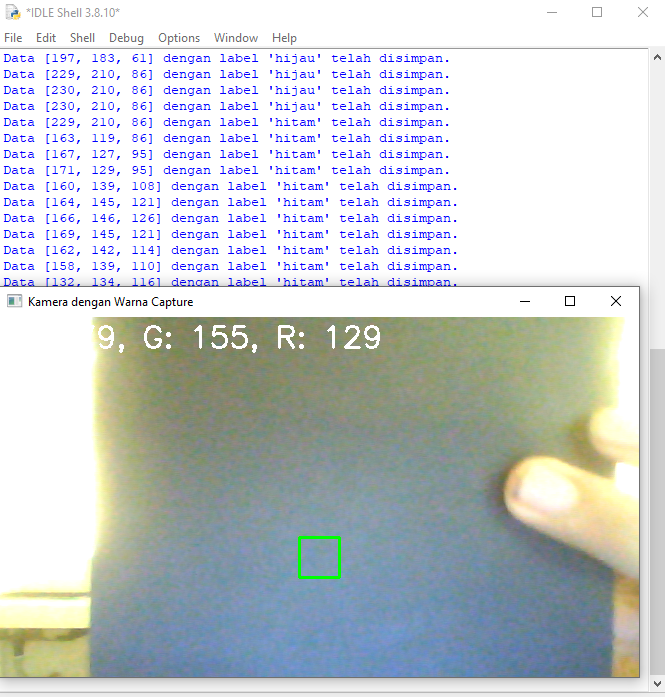 *IDLE Shell 3.8.10*
File Edit Shell Debug Options Window Help
Data [197, 183, 61] dengan label 'hijau' telah disimpan.
Data [229, 210, 86] dengan label 'hijau' telah disimpan.
Data [230, 210, 86] dengan label 'hijau' telah disimpan.
Data [230, 210, 86] dengan label 'hijau' telah disimpan.
Data [229, 210, 86] dengan label 'hitam' telah disimpan.
Data [163, 119, 86] dengan label 'hitam' telah disimpan.
Data [167, 127, 95] dengan label 'hitam' telah disimpan.
Data [171, 129, 95] dengan label 'hitam' telah disimpan.
Data [160, 139, 108] dengan label 'hitam' telah disimpan.
Data [164, 145, 121] dengan label 'hitam' telah disimpan.
Data [166, 146, 126] dengan label 'hitam' telah disimpan.
Data [169, 145, 121] dengan label 'hitam' telah disimpan.
Data [162, 142, 114] dengan label 'hitam' telah disimpan.
Data [158, 139, 110] dengan label 'hitam' telah disimpan.
Data [132, 134, 116] dengan label 'hitam' telah disimpan.
Kamera dengan Warna Capture
9, G: 155, R: 129